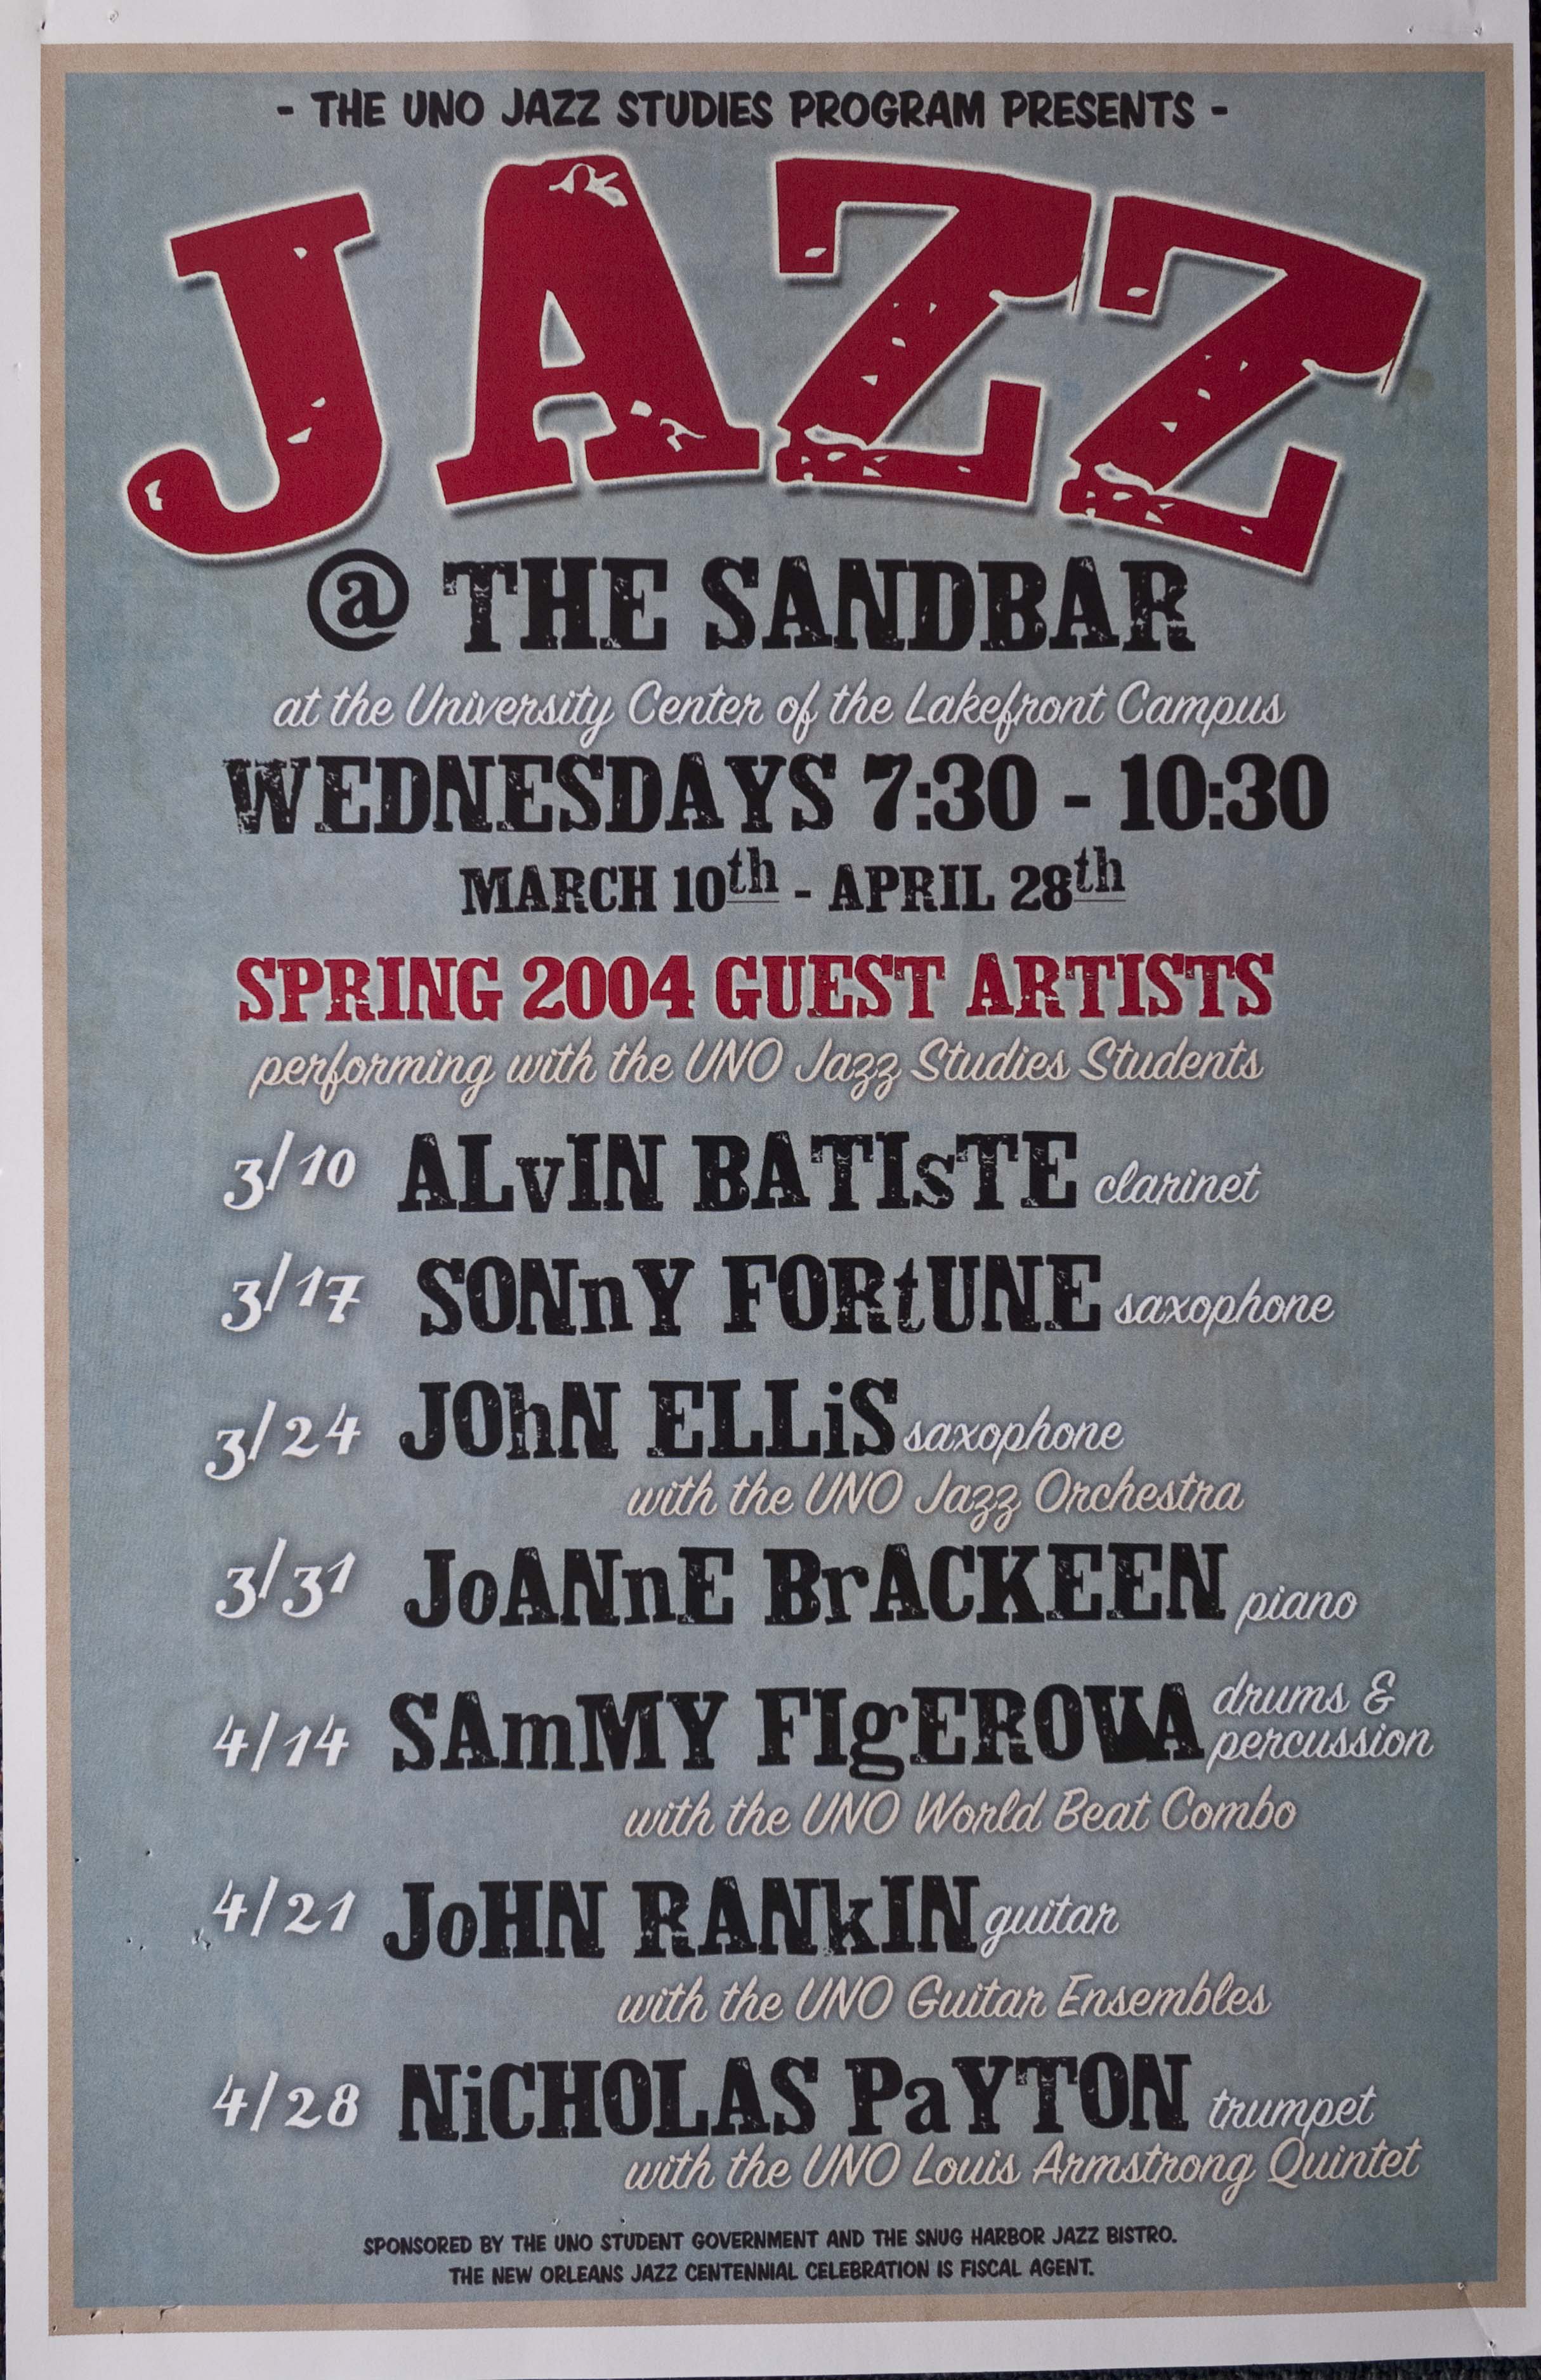 - THE UNO JAZZ STUDIES PROGRAM PRESENTS -
JAZZ
@ THE SANDBAR
at the University Center of the Lakefront Campus
WEDNESDAYS 7:30 - 10:30
MARCH 10th - APRIL 28th
SPRING 2004 GUEST ARTISTS
performing with the UNO Jazz Studies Students
3/10 ALvIN BATIsTE clarinet
3/17 SONnY FORtUNE saxophone
3/24 JOhN ELLiS saxophone
with the UNO Jazz Orchestra
3/31 JoANnE BrACKEEN piano
4/14 SAmMY FIgEROVA drums & percussion
with the UNO World Beat Combo
4/21 JoHN RANkIN guitar
with the UNO Guitar Ensembles
4/28 NiCHOLAS PaYTON trumpet
with the UNO Louis Armstrong Quintet
SPONSORED BY THE UNO STUDENT GOVERNMENT AND THE SNUG HARBOR JAZZ BISTRO.
THE NEW ORLEANS JAZZ CENTENNIAL CELEBRATION IS FISCAL AGENT.